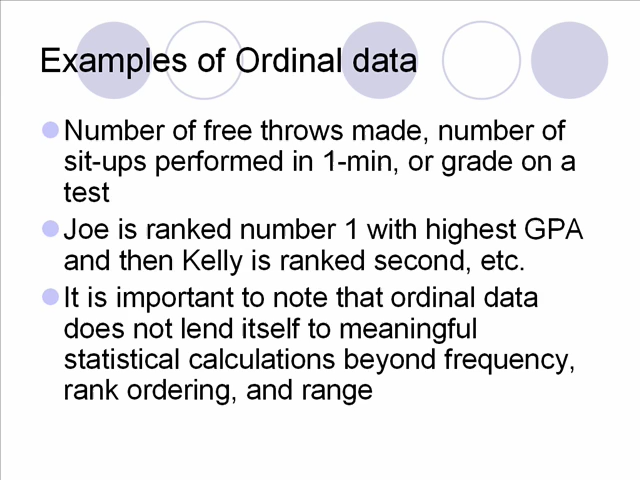 Examples of Ordinal data
Number of free throws made, number of
sit-ups performed in 1-min, or grade on a
test
Joe is ranked number 1 with highest GPA
and then Kelly is ranked second, etc.
It is important to note that ordinal data
does not lend itself to meaningful
statistical calculations beyond frequency,
rank ordering, and range